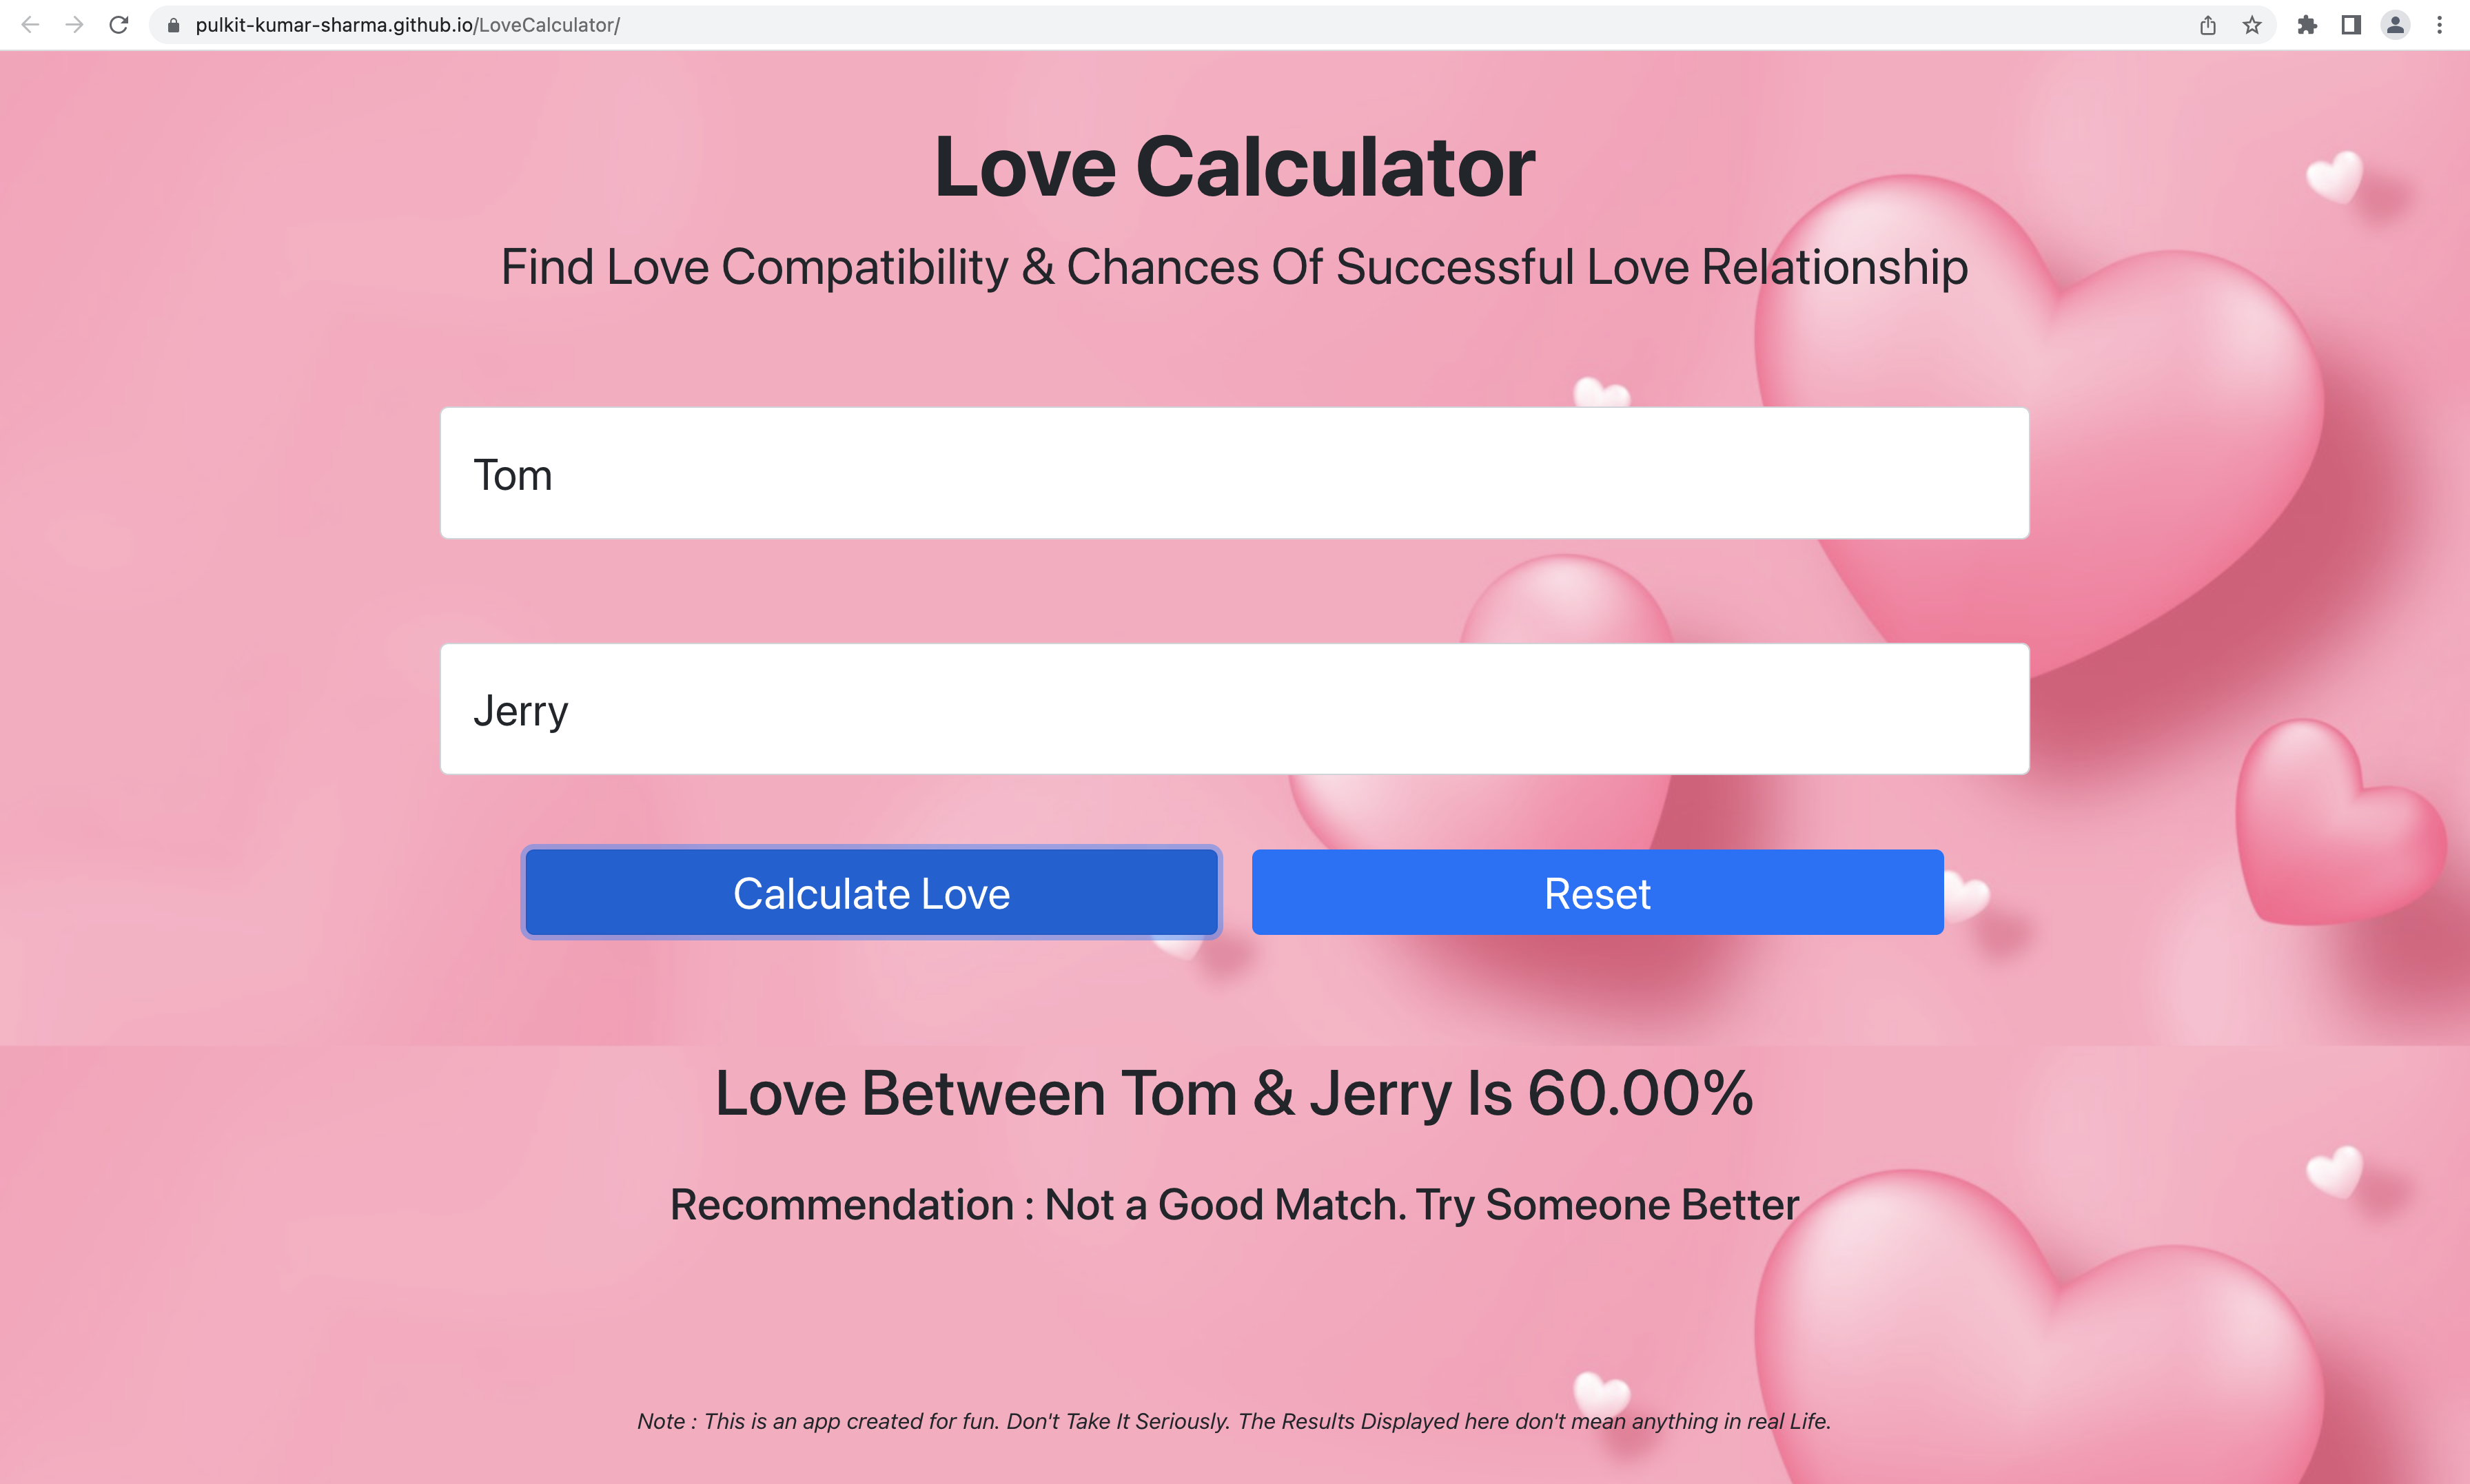 pulkit-kumar-sharma.github.io/LoveCalculator/
Love Calculator
Find Love Compatibility & Chances Of Successful Love Relationship
Tom
Jerry
Calculate Love Reset
Love Between Tom & Jerry Is 60.00%
Recommendation : Not a Good Match. Try Someone Better
Note : This is an app created for fun. Don't Take It Seriously. The Results Displayed here don't mean anything in real Life.